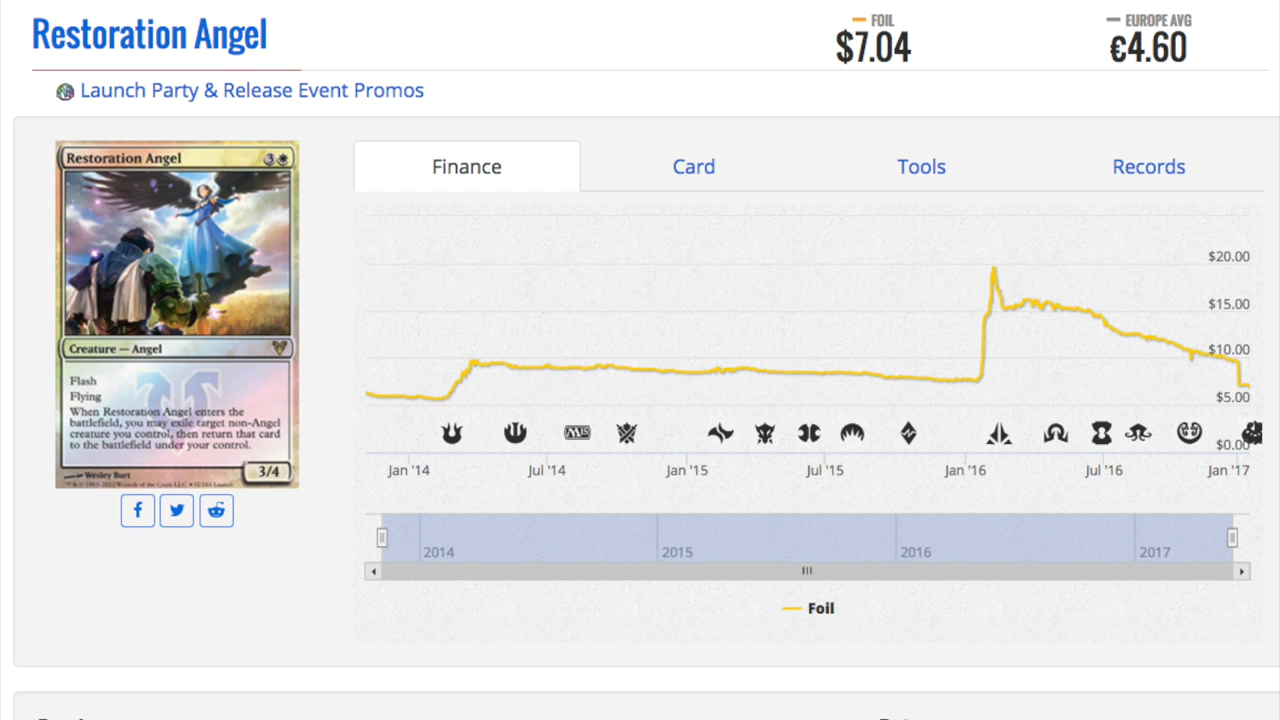 Restoration Angel
FOIL
$7.04
EUROPE AVG
€4.60
Launch Party & Release Event Promos
Restoration Angel 3
Creature — Angel
Flash
Flying
When Restoration Angel enters the
battlefield, you may exile target non-Angel
creature you control, then return that card
to the battlefield under your control.
Wesley Burt
3/4
Finance
Card
Tools
Records
$20.00
$15.00
$10.00
$5.00
$0.00
Jan '14
Jul '14
Jan '15
Jul '15
Jan '16
Jul '16
Jan '17
2014
2015
2016
2017
Foil